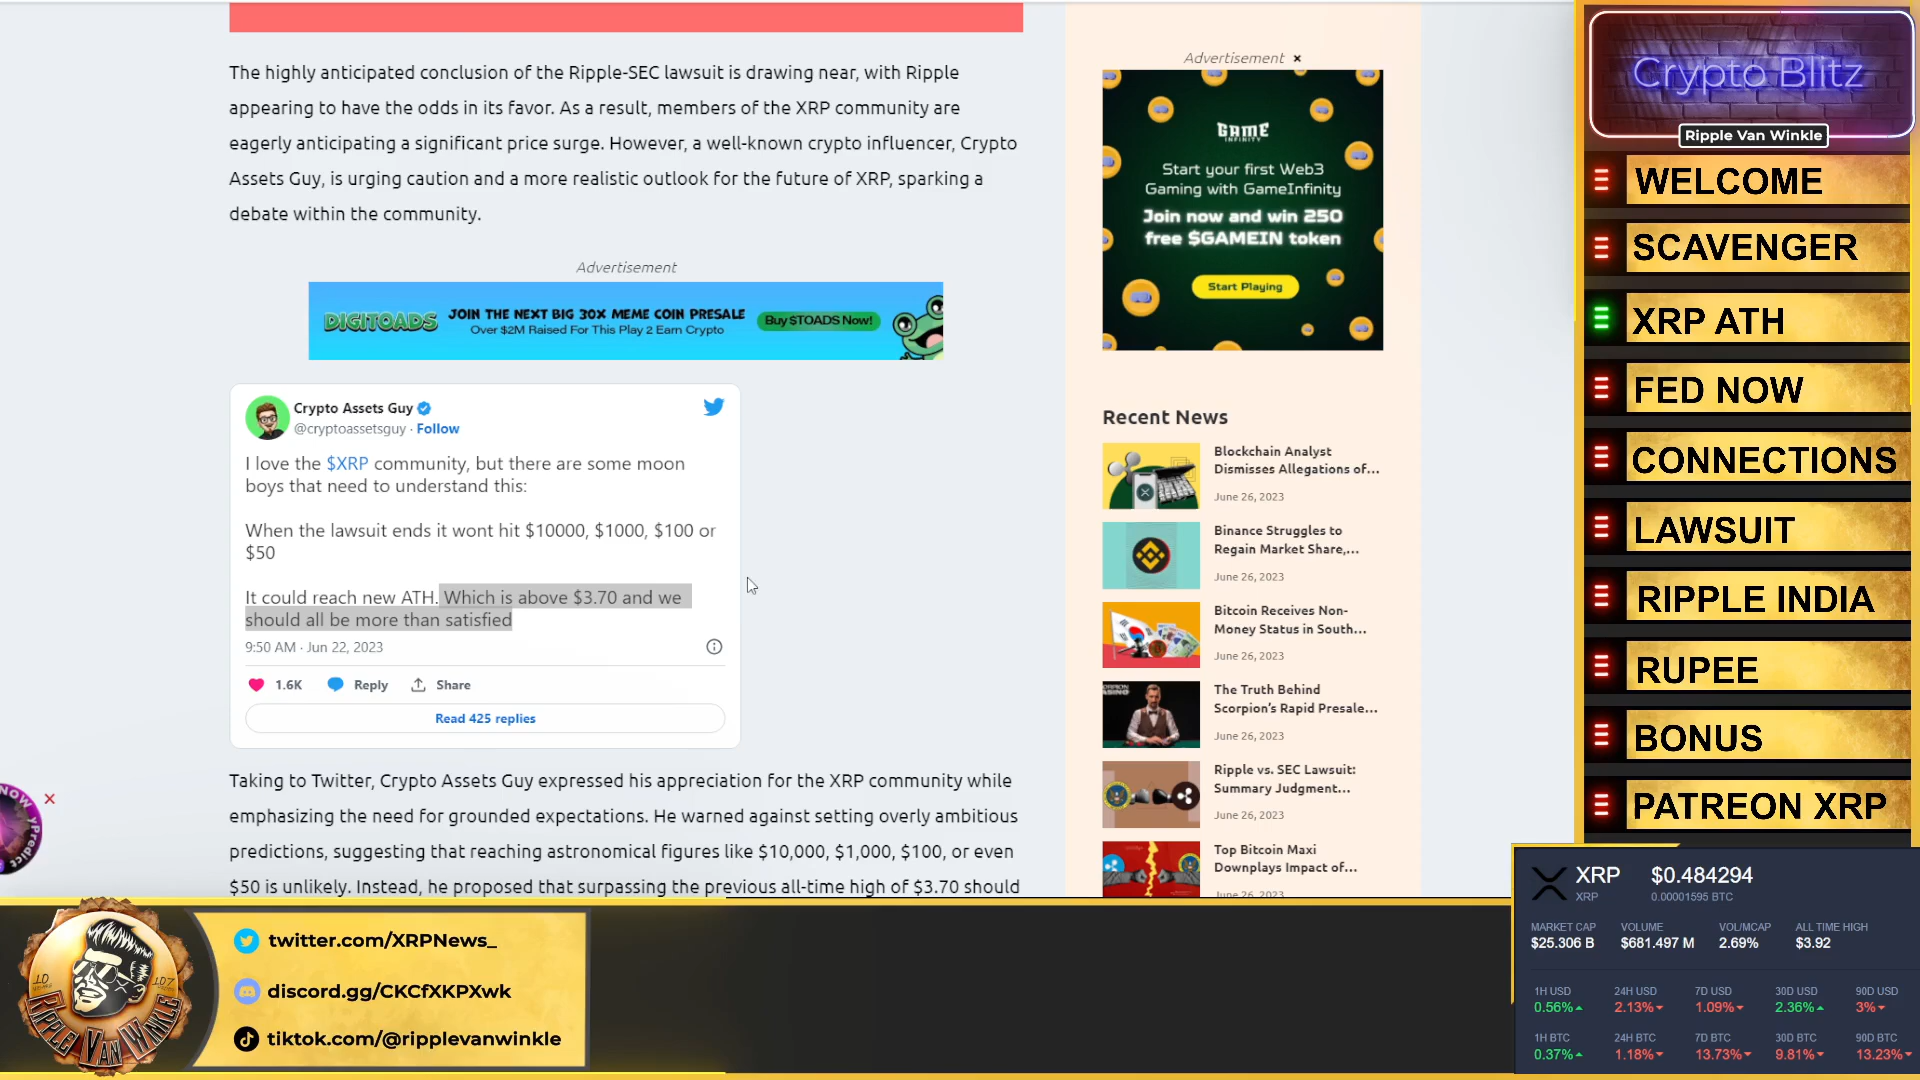 The highly anticipated conclusion of the Ripple-SEC lawsuit is drawing near, with Ripple
appearing to have the odds in its favor. As a result, members of the XRP community are
eagerly anticipating a significant price surge. However, a well-known crypto influencer, Crypto
Assets Guy, is urging caution and a more realistic outlook for the future of XRP, sparking a
debate within the community.
Advertisement
DIGITOADS
JOIN THE NEXT BIG 30X MEME COIN PRESALE
Over $2M Raised For This Play 2 Earn Crypto
Buy $TOADS Now!
Crypto Assets Guy
@cryptoassetsguy · Follow
I love the $XRP community, but there are some moon
boys that need to understand this:
When the lawsuit ends it wont hit $10000, $1000, $100 or
$50
It could reach new ATH. Which is above $3.70 and we
should all be more than satisfied
9:50 AM · Jun 22, 2023
1.6K Reply Share
Read 425 replies
Taking to Twitter, Crypto Assets Guy expressed his appreciation for the XRP community while
emphasizing the need for grounded expectations. He warned against setting overly ambitious
predictions, suggesting that reaching astronomical figures like $10,000, $1,000, $100, or even
$50 is unlikely. Instead, he proposed that surpassing the previous all-time high of $3.70 should
NOW yPredict
Advertisement ×
GAME
INFINITY
Start your first Web3
Gaming with GameInfinity
Join now and win 250
free $GAMEIN token
Start Playing
Recent News
Blockchain Analyst
Dismisses Allegations of...
June 26, 2023
Binance Struggles to
Regain Market Share,...
June 26, 2023
Bitcoin Receives Non-
Money Status in South...
June 26, 2023
The Truth Behind
Scorpion's Rapid Presale...
June 26, 2023
Ripple vs. SEC Lawsuit:
Summary Judgment...
June 26, 2023
Top Bitcoin Maxi
Downplays Impact of...
June 26, 2023
Crypto Blitz
Ripple Van Winkle
WELCOME
SCAVENGER
XRP ATH
FED NOW
CONNECTIONS
LAWSUIT
RIPPLE INDIA
RUPEE
BONUS
PATREON XRP
XRP $0.484294
XRP 0.00001595 BTC
MARKET CAP VOLUME VOL/MCAP ALL TIME HIGH
$25.306 B $681.497 M 2.69% $3.92
1H USD 24H USD 7D USD 30D USD 90D USD
0.56% 2.13% 1.09% 2.36% 3%
1H BTC 24H BTC 7D BTC 30D BTC 90D BTC
0.37% 1.18% 13.73% 9.81% 13.23%
RIPPLE VAN WINKLE
twitter.com/XRPNews_
discord.gg/CKCfXKPXwk
tiktok.com/@ripplevanwinkle